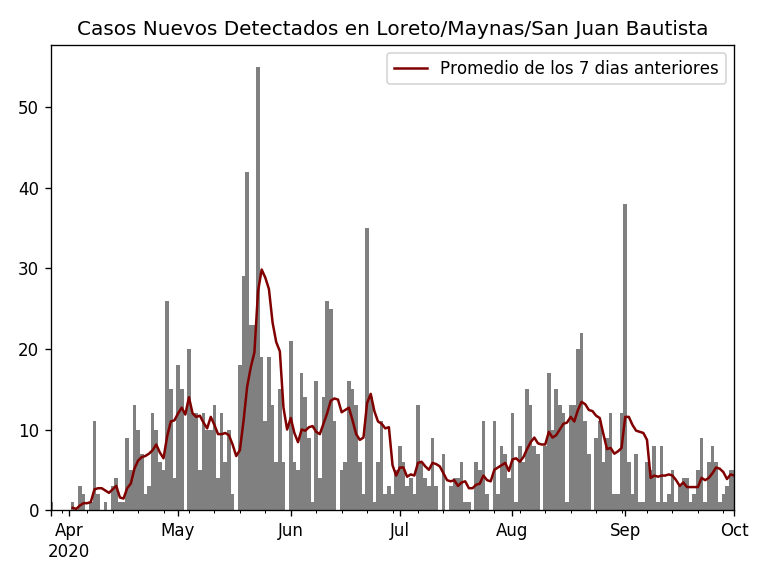 Casos Nuevos Detectados en Loreto/Maynas/San Juan Bautista
Promedio de los 7 dias anteriores
50
40
30
20
10
0
Apr May Jun Jul Aug Sep Oct
2020